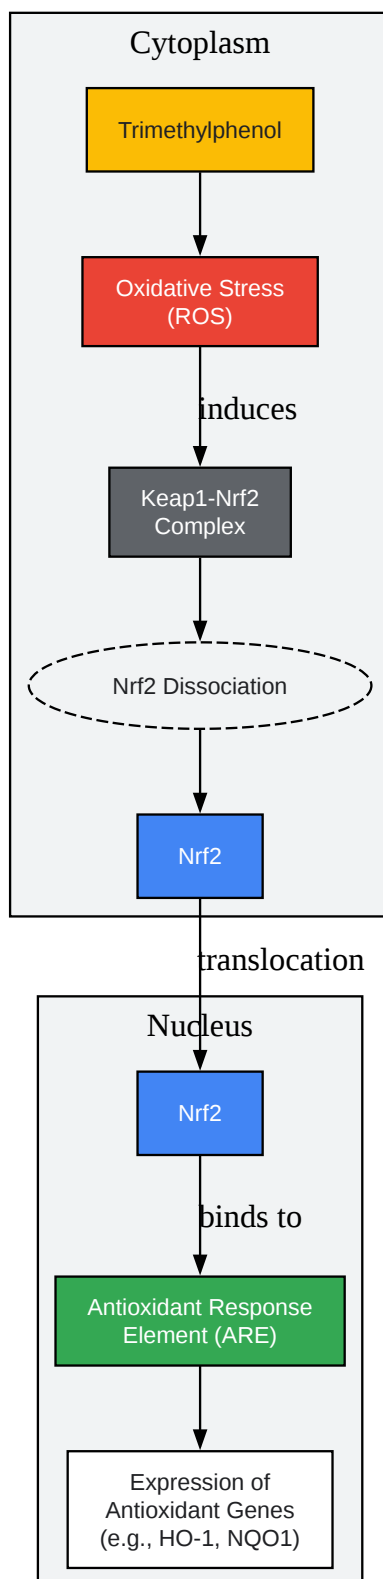 Cytoplasm
Trimethylphenol
Oxidative Stress
(ROS)
induces
Keap1-Nrf2
Complex
Nrf2 Dissociation
Nrf2
translocation
Nucleus
Nrf2
binds to
Antioxidant Response
Element (ARE)
Expression of
Antioxidant Genes
(e.g., HO-1, NQO1)